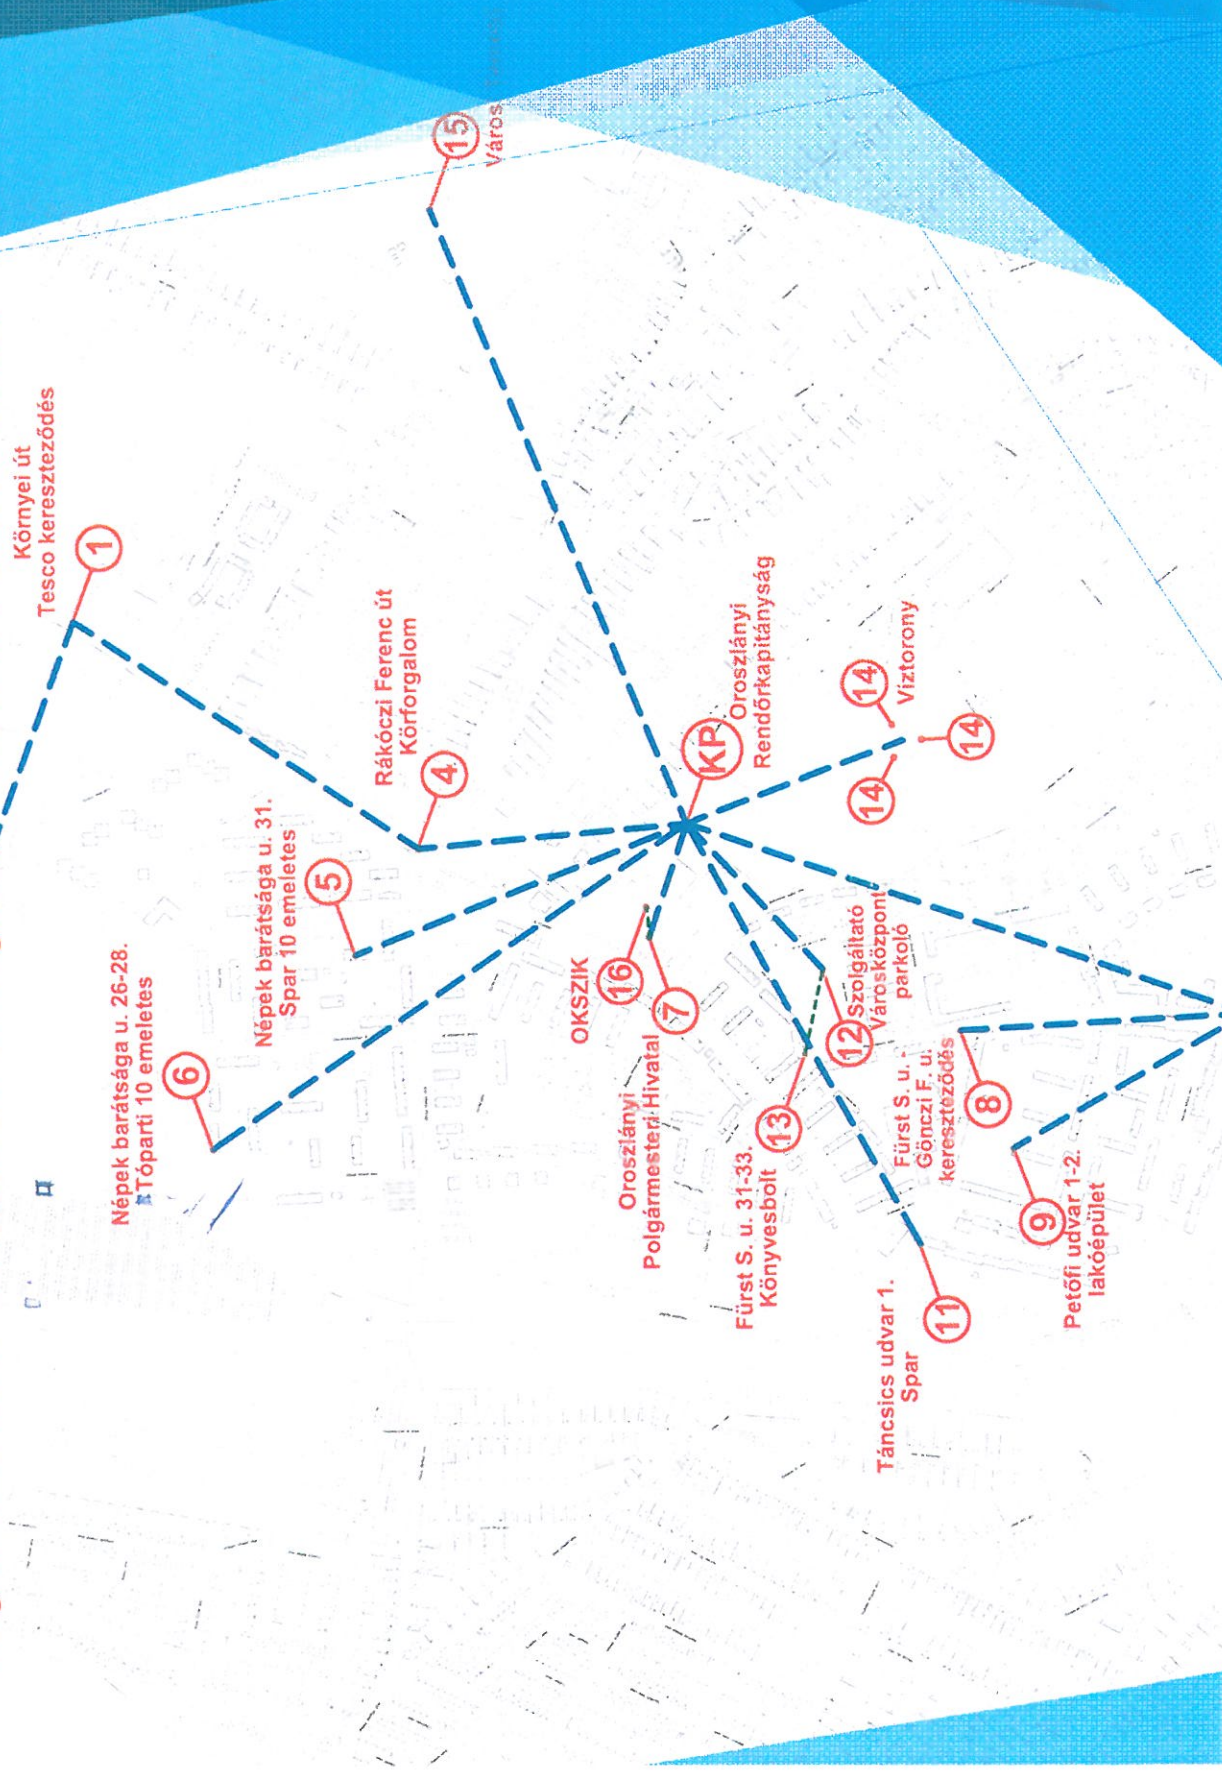 Környei út
Tesco kereszteződés
1
15
Város
Rákóczi Ferenc út
Körforgalom
4
Népek barátsága u. 31.
Spar 10 emeletes
5
Népek barátsága u. 26-28.
Tóparti 10 emeletes
6
KP
Oroszlányi
Rendőrkapitányság
OKSZIK
16
7
Oroszlányi
Polgármesteri Hivatal
14
Víztorony
14
14
12
Szolgáltató
Városközpont
parkoló
Fürst S. u. 31-33.
Könyvesbolt
13
Fürst S. u. -
Gönczi F. u.
kereszteződés
8
Táncsics udvar 1.
Spar
11
9
Petőfi udvar 1-2.
lakóépület